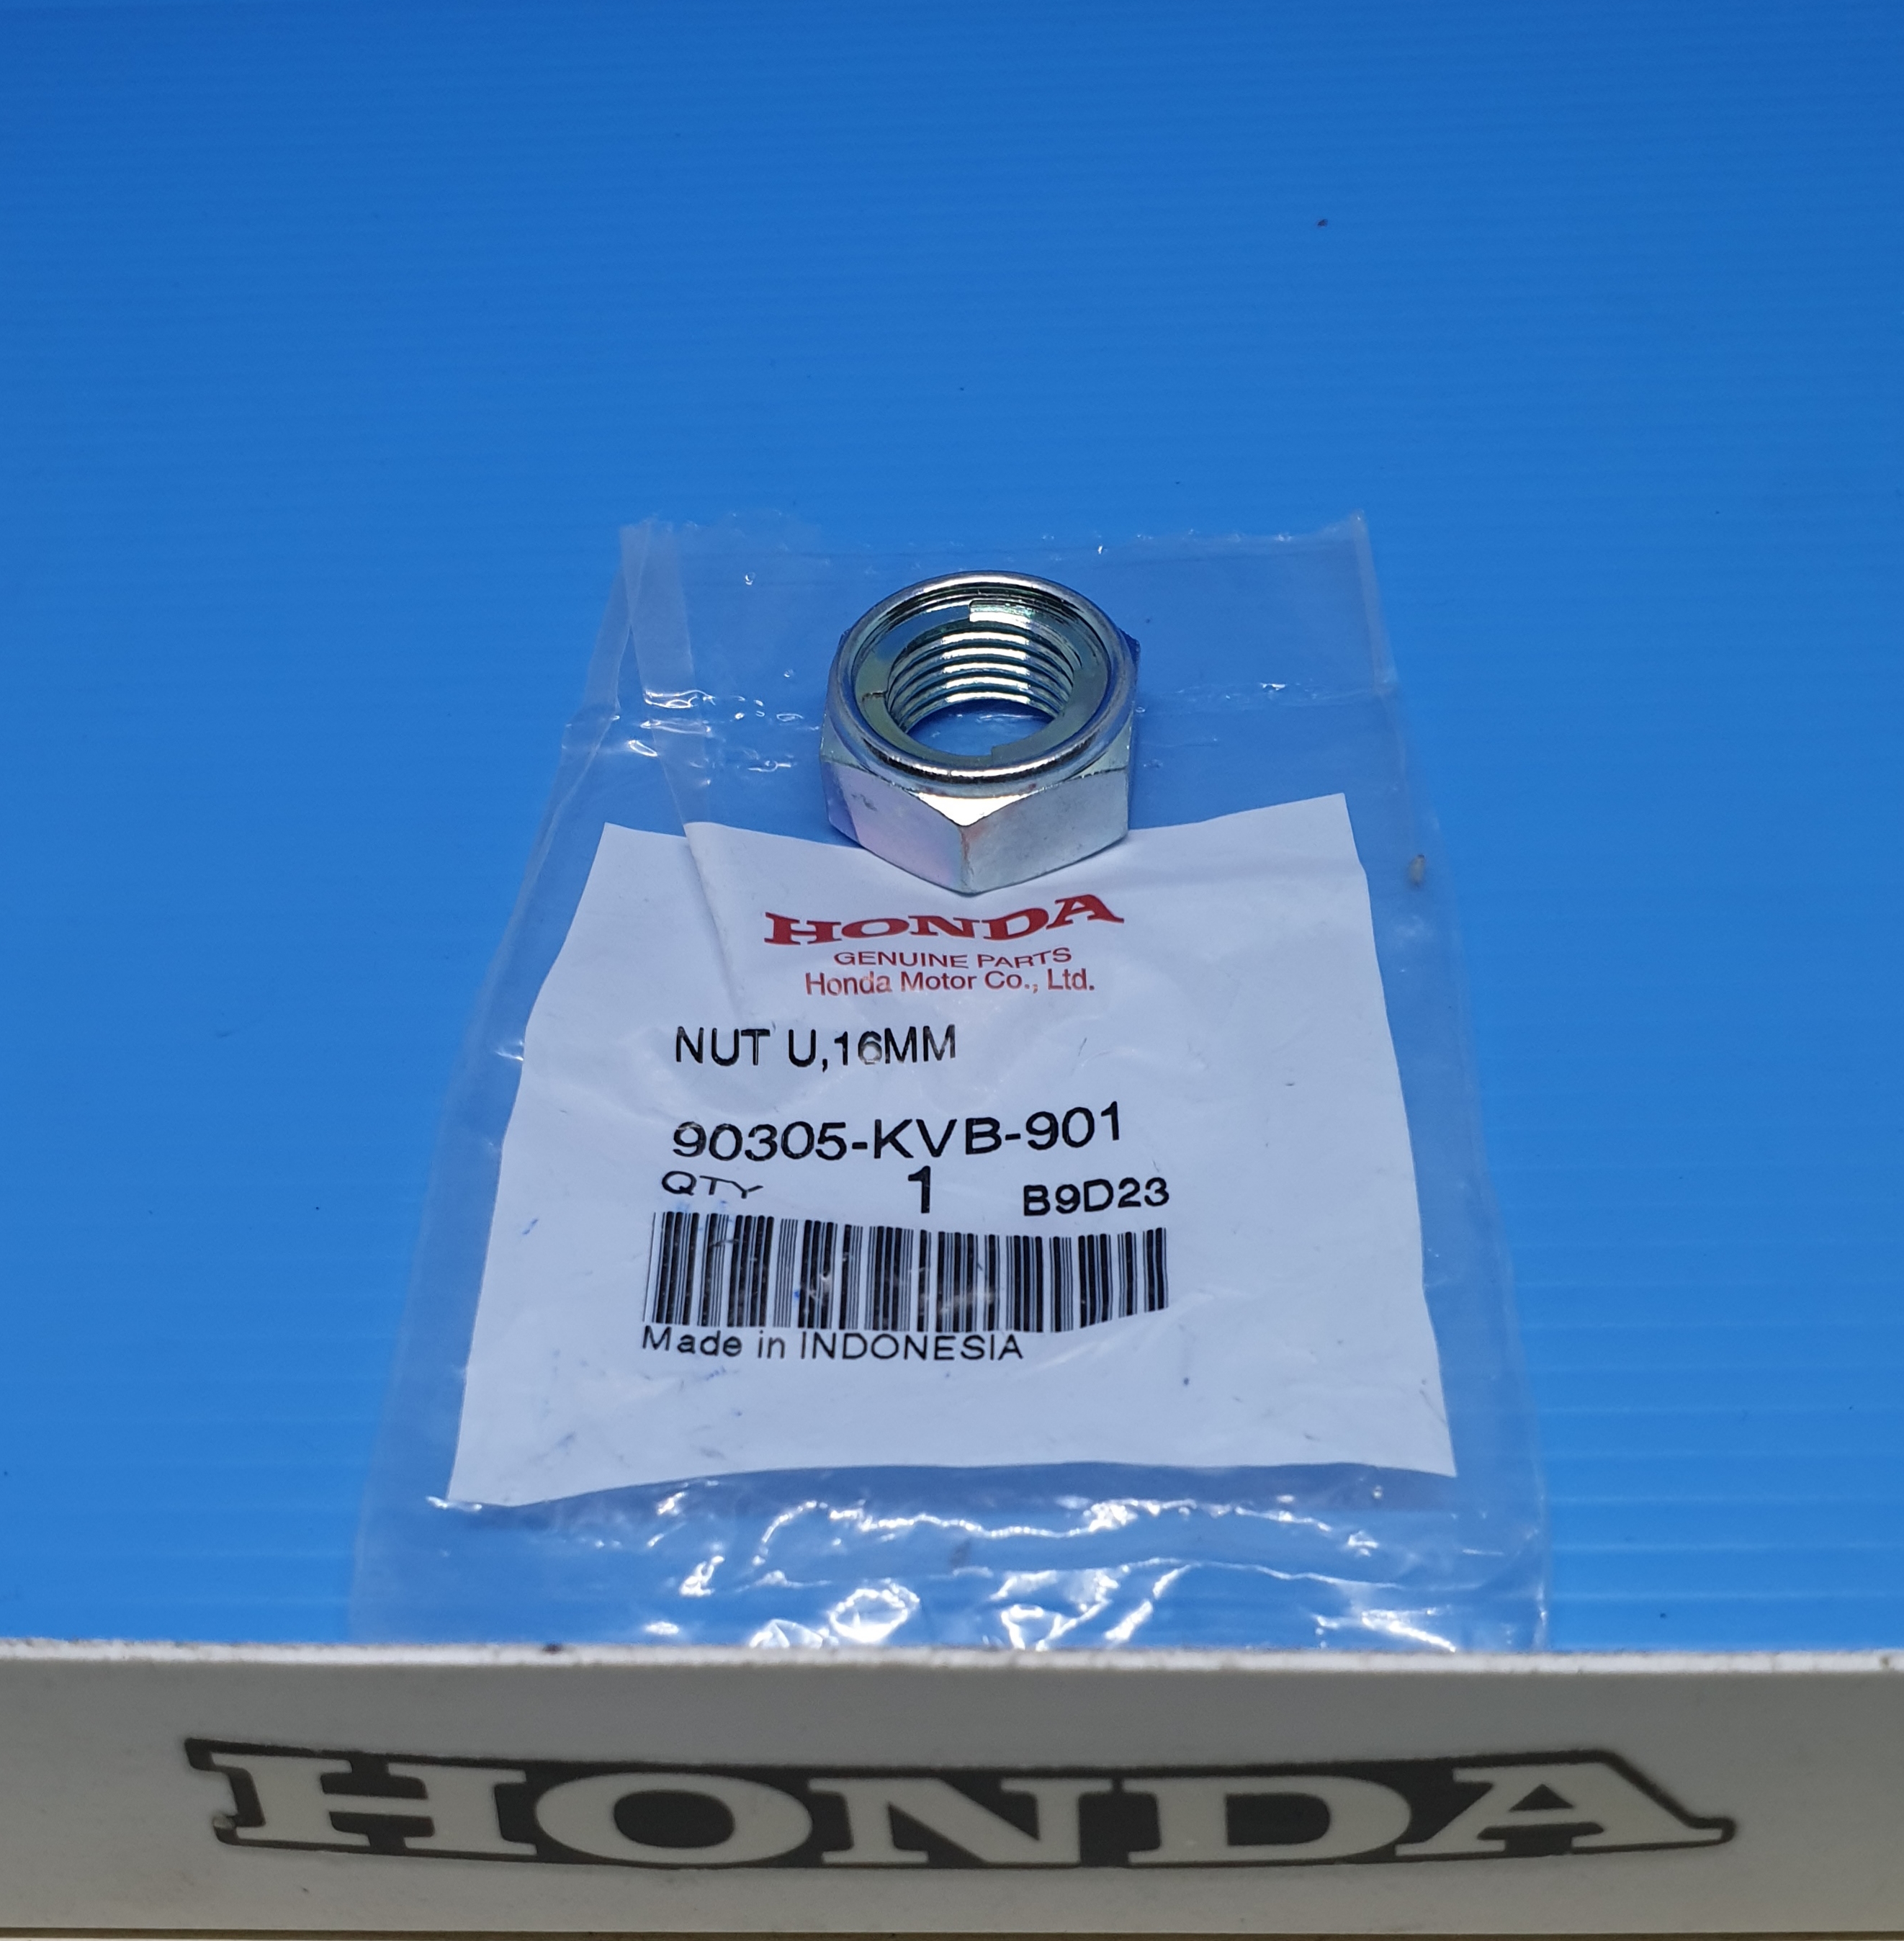 HONDA
GENUINE PARTS
Honda Motor Co., Ltd.
NUT U,16MM
90305-KVB-901
QTY 1 B9D23
Made in INDONESIA
HONDA